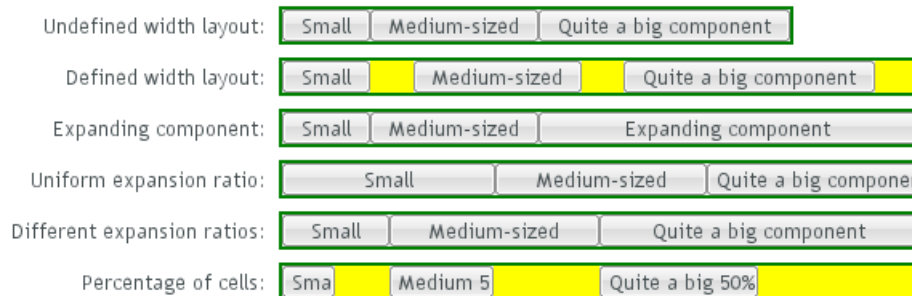 Undefined width layout: Small Medium-sized Quite a big component
Defined width layout: Small Medium-sized Quite a big component
Expanding component: Small Medium-sized Expanding component
Uniform expansion ratio: Small Medium-sized Quite a big compone
Different expansion ratios: Small Medium-sized Quite a big component
Percentage of cells: Sma Medium 5 Quite a big 50%